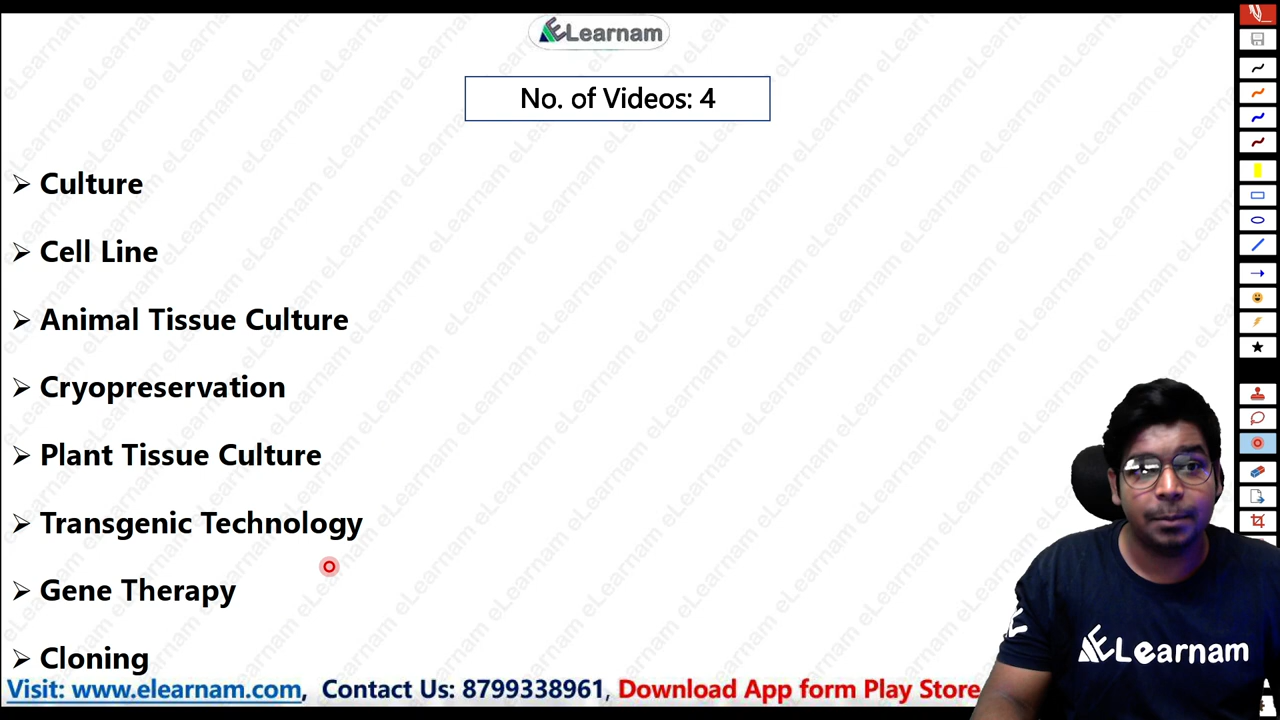 ELearnam
No. of Videos: 4
➢ Culture
➢ Cell Line
➢ Animal Tissue Culture
➢ Cryopreservation
➢ Plant Tissue Culture
➢ Transgenic Technology
➢ Gene Therapy
➢ Cloning
Visit: www.elearnam.com, Contact Us: 8799338961, Download App form Play Store
ELearnam